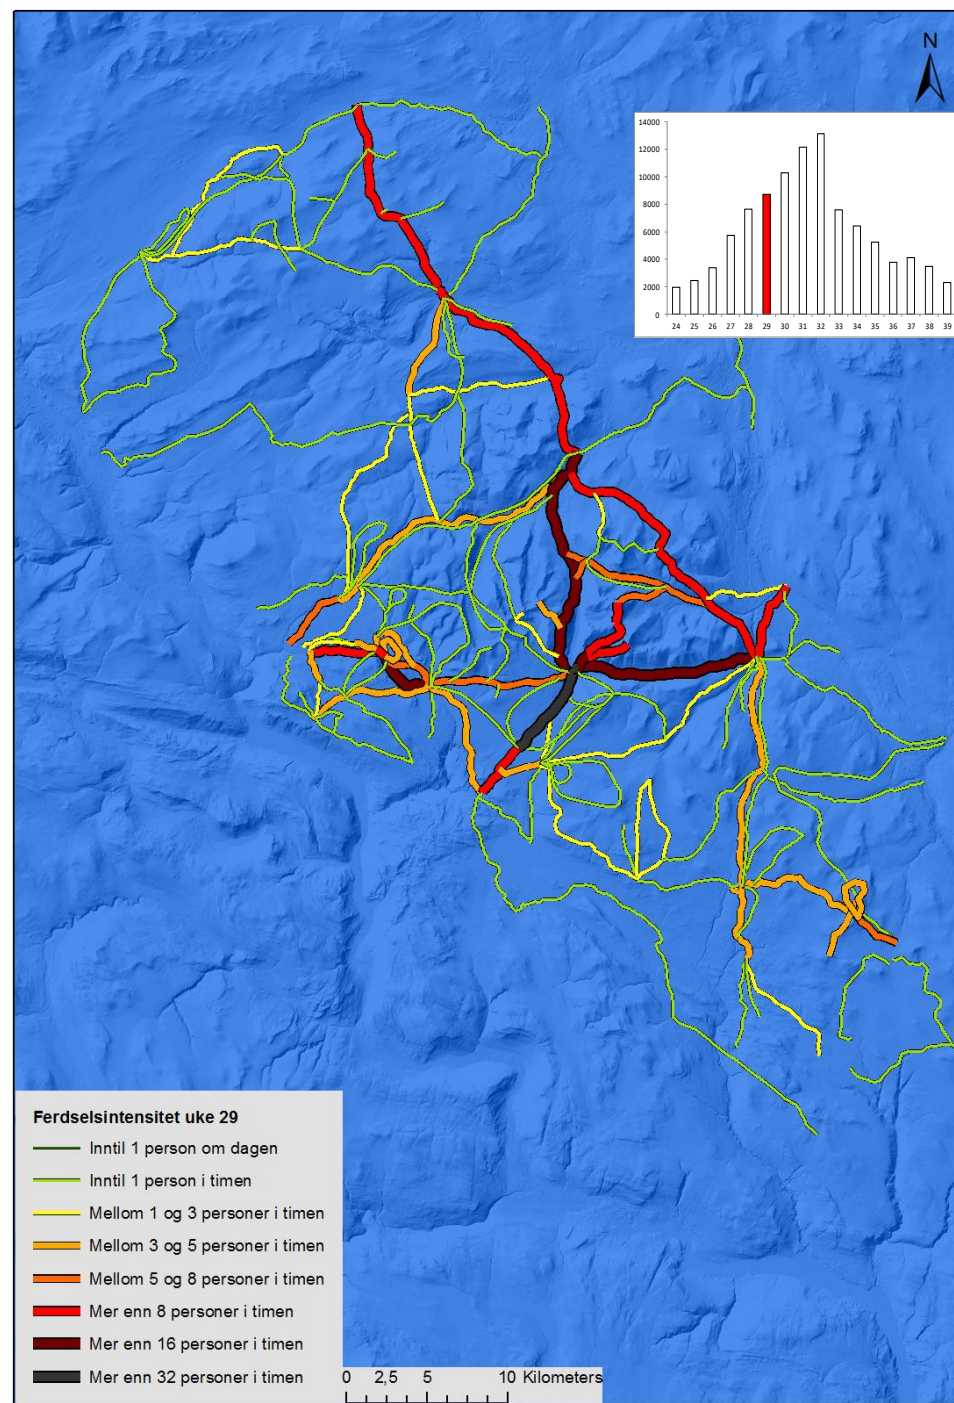 N
14000
12000
10000
8000
6000
4000
2000
0
24 25 26 27 28 29 30 31 32 33 34 35 36 37 38 39
Ferdselsintensitet uke 29
Inntil 1 person om dagen
Inntil 1 person i timen
Mellom 1 og 3 personer i timen
Mellom 3 og 5 personer i timen
Mellom 5 og 8 personer i timen
Mer enn 8 personer i timen
Mer enn 16 personer i timen
Mer enn 32 personer i timen
0 2,5 5 10 Kilometers